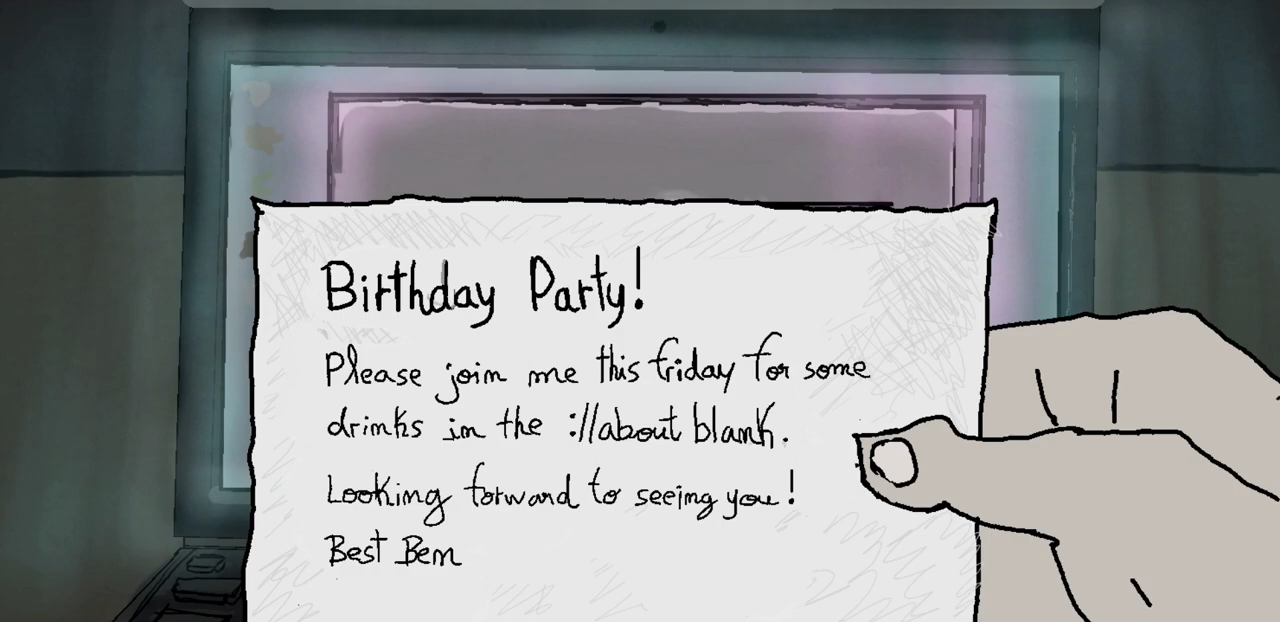 Birthday Party!
Please join me this friday for some
drinks in the ://about blank.
Looking forward to seeing you!
Best Ben